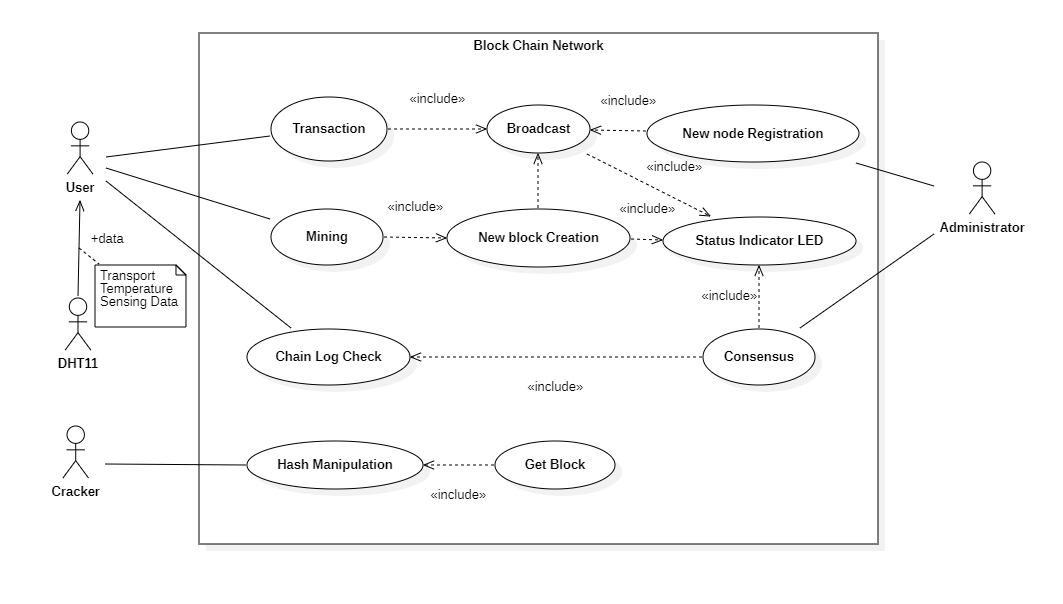 Block Chain Network
«include»
«include»
Transaction
Broadcast
New node Registration
«include»
User
«include»
«include»
Administrator
Mining
New block Creation
Status Indicator LED
+data
Transport
Temperature
Sensing Data
«include»
DHT11
Chain Log Check
Consensus
«include»
Hash Manipulation
Get Block
Cracker
«include»